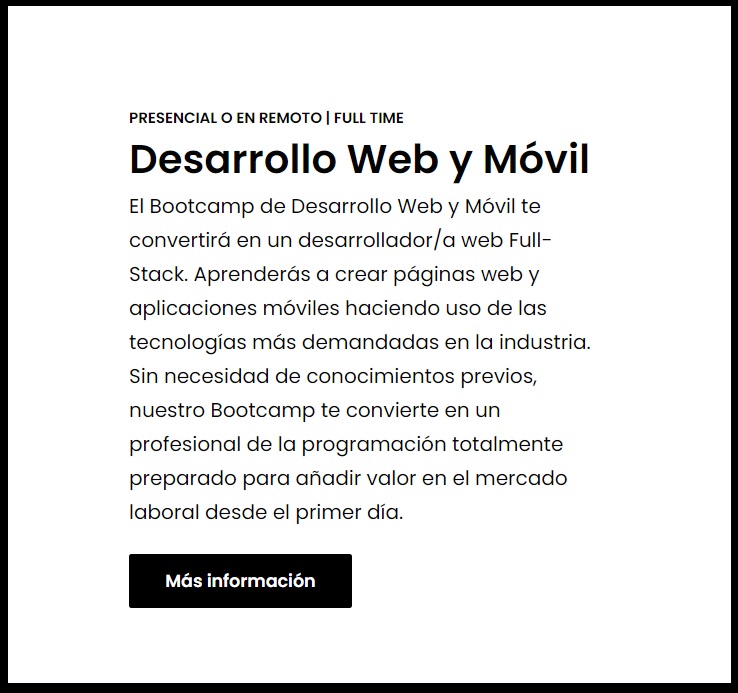 PRESENCIAL O EN REMOTO | FULL TIME
Desarrollo Web y Móvil
El Bootcamp de Desarrollo Web y Móvil te
convertirá en un desarrollador/a web Full-
Stack. Aprenderás a crear páginas web y
aplicaciones móviles haciendo uso de las
tecnologías más demandadas en la industria.
Sin necesidad de conocimientos previos,
nuestro Bootcamp te convierte en un
profesional de la programación totalmente
preparado para añadir valor en el mercado
laboral desde el primer día.
Más información